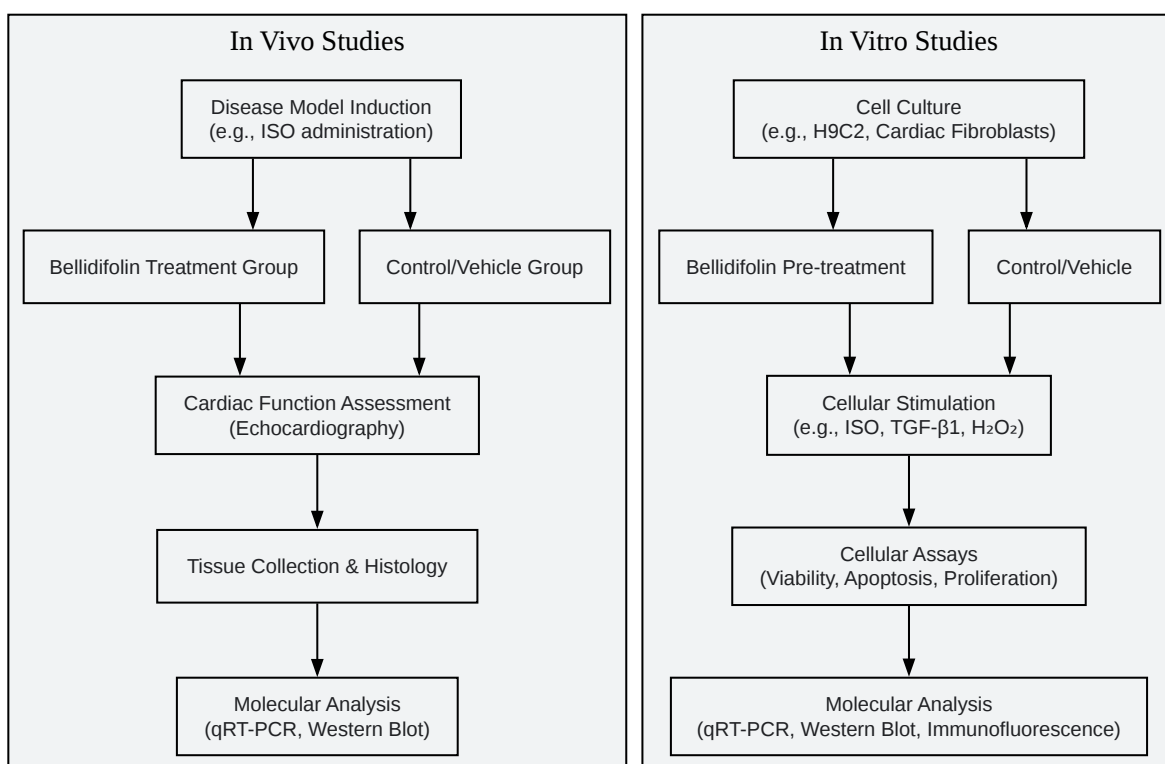 In Vivo Studies
Disease Model Induction
(e.g., ISO administration)
Bellidifolin Treatment Group
Control/Vehicle Group
Cardiac Function Assessment
(Echocardiography)
Tissue Collection & Histology
Molecular Analysis
(qRT-PCR, Western Blot)
In Vitro Studies
Cell Culture
(e.g., H9C2, Cardiac Fibroblasts)
Bellidifolin Pre-treatment
Control/Vehicle
Cellular Stimulation
(e.g., ISO, TGF-β1, H₂O₂)
Cellular Assays
(Viability, Apoptosis, Proliferation)
Molecular Analysis
(qRT-PCR, Western Blot, Immunofluorescence)